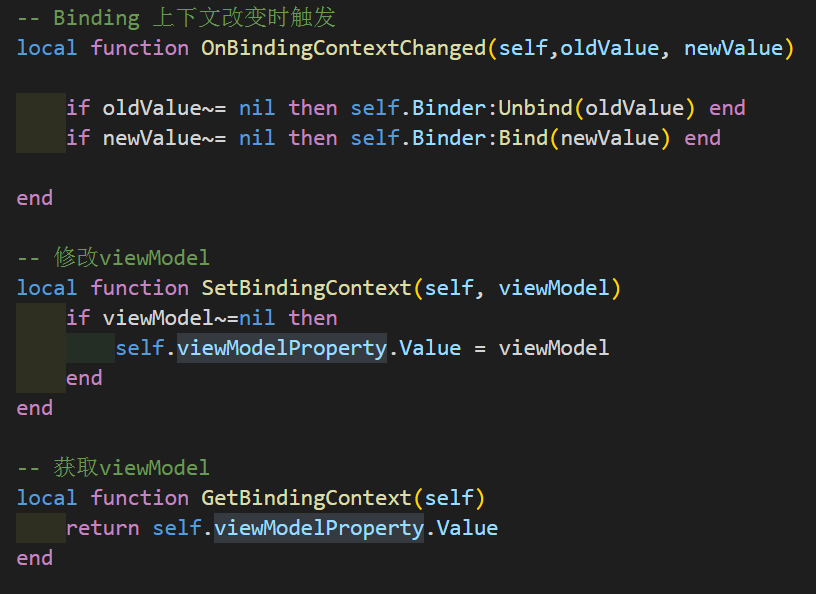 -- Binding 上下文改变时触发
local function OnBindingContextChanged(self,oldValue, newValue)
if oldValue~= nil then self.Binder:Unbind(oldValue) end
if newValue~= nil then self.Binder:Bind(newValue) end
end
-- 修改viewModel
local function SetBindingContext(self, viewModel)
if viewModel~=nil then
self.viewModelProperty.Value = viewModel
end
end
-- 获取viewModel
local function GetBindingContext(self)
return self.viewModelProperty.Value
end